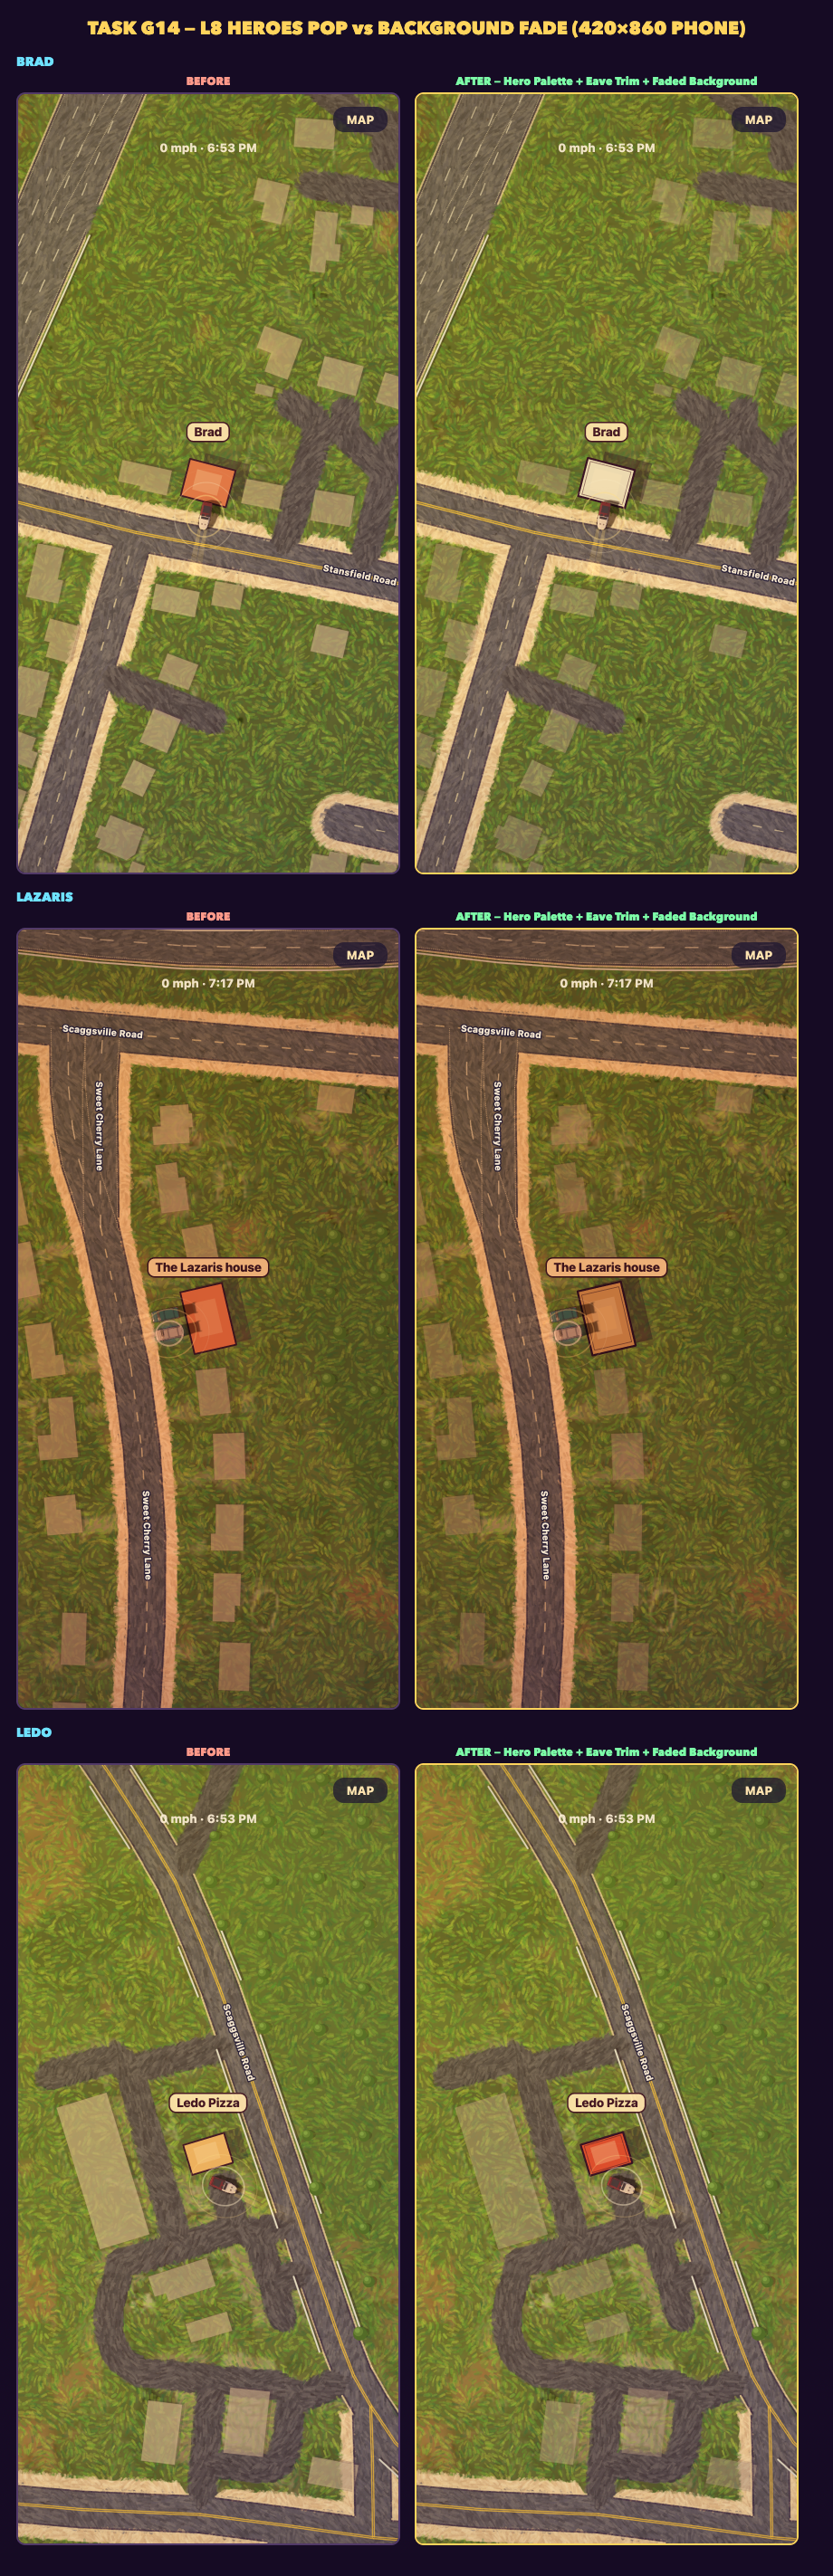 TASK G14 – L8 HEROES POP vs BACKGROUND FADE (420×860 PHONE)
BRAD
BEFORE
AFTER – Hero Palette + Eave Trim + Faded Background
MAP
0 mph · 6:53 PM
Brad
Stansfield Road
MAP
0 mph · 6:53 PM
Brad
Stansfield Road
LAZARIS
BEFORE
AFTER – Hero Palette + Eave Trim + Faded Background
MAP
0 mph · 7:17 PM
Scaggsville Road
Sweet Cherry Lane
The Lazaris house
Sweet Cherry Lane
MAP
0 mph · 7:17 PM
Scaggsville Road
Sweet Cherry Lane
The Lazaris house
Sweet Cherry Lane
LEDO
BEFORE
AFTER – Hero Palette + Eave Trim + Faded Background
MAP
0 mph · 6:53 PM
Scaggsville Road
Ledo Pizza
MAP
0 mph · 6:53 PM
Scaggsville Road
Ledo Pizza